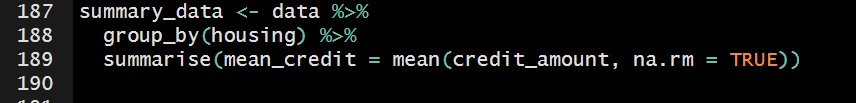 187 summary_data <- data %>%
188   group_by(housing) %>%
189   summarise(mean_credit = mean(credit_amount, na.rm = TRUE))
190